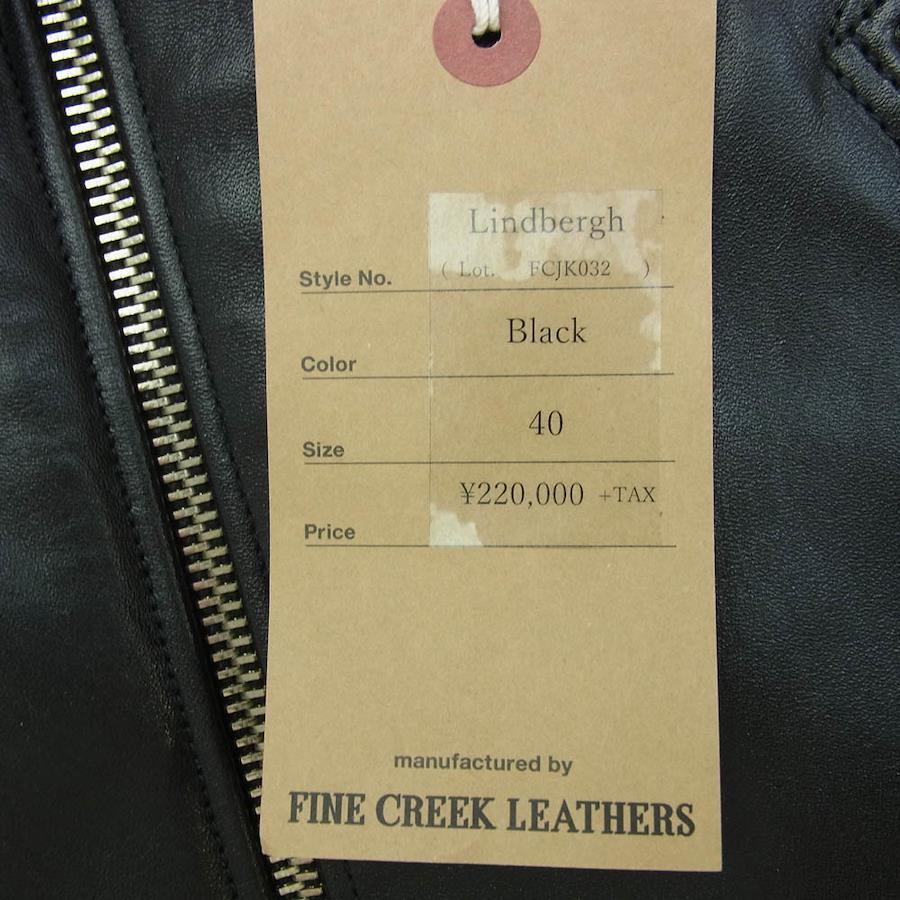 Lindbergh
Style No. ( Lot. FCJK032 )
Color Black
Size 40
Price ¥220,000 +TAX
manufactured by
FINE CREEK LEATHERS